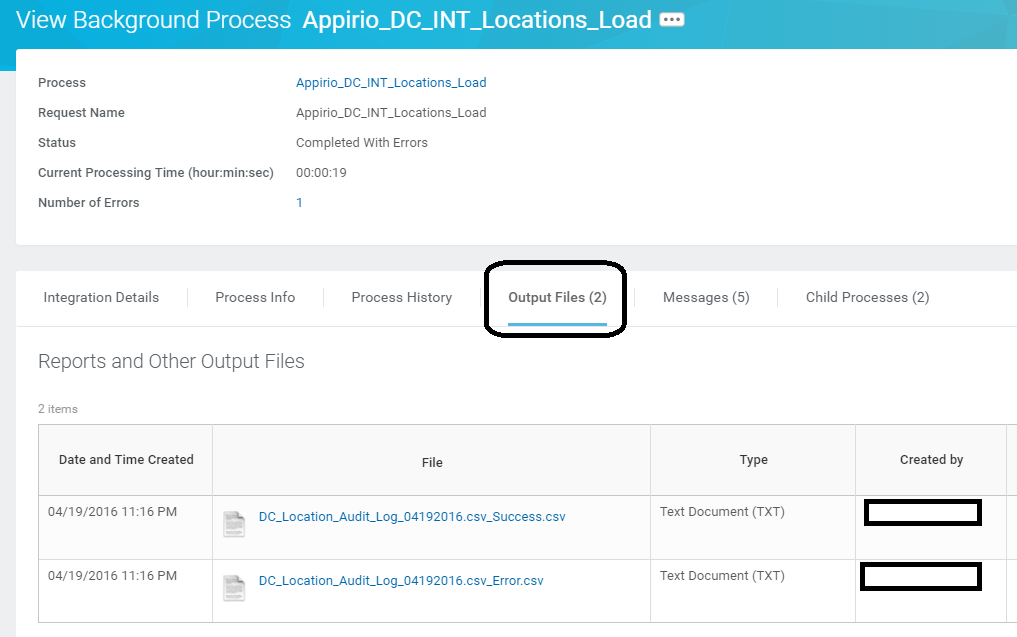 View Background Process Appirio_DC_INT_Locations_Load
Process Appirio_DC_INT_Locations_Load
Request Name Appirio_DC_INT_Locations_Load
Status Completed With Errors
Current Processing Time (hour:min:sec) 00:00:19
Number of Errors 1
Integration Details Process Info Process History Output Files (2) Messages (5) Child Processes (2)
Reports and Other Output Files
2 items
Date and Time Created File Type Created by
04/19/2016 11:16 PM DC_Location_Audit_Log_04192016.csv_Success.csv Text Document (TXT)
04/19/2016 11:16 PM DC_Location_Audit_Log_04192016.csv_Error.csv Text Document (TXT)